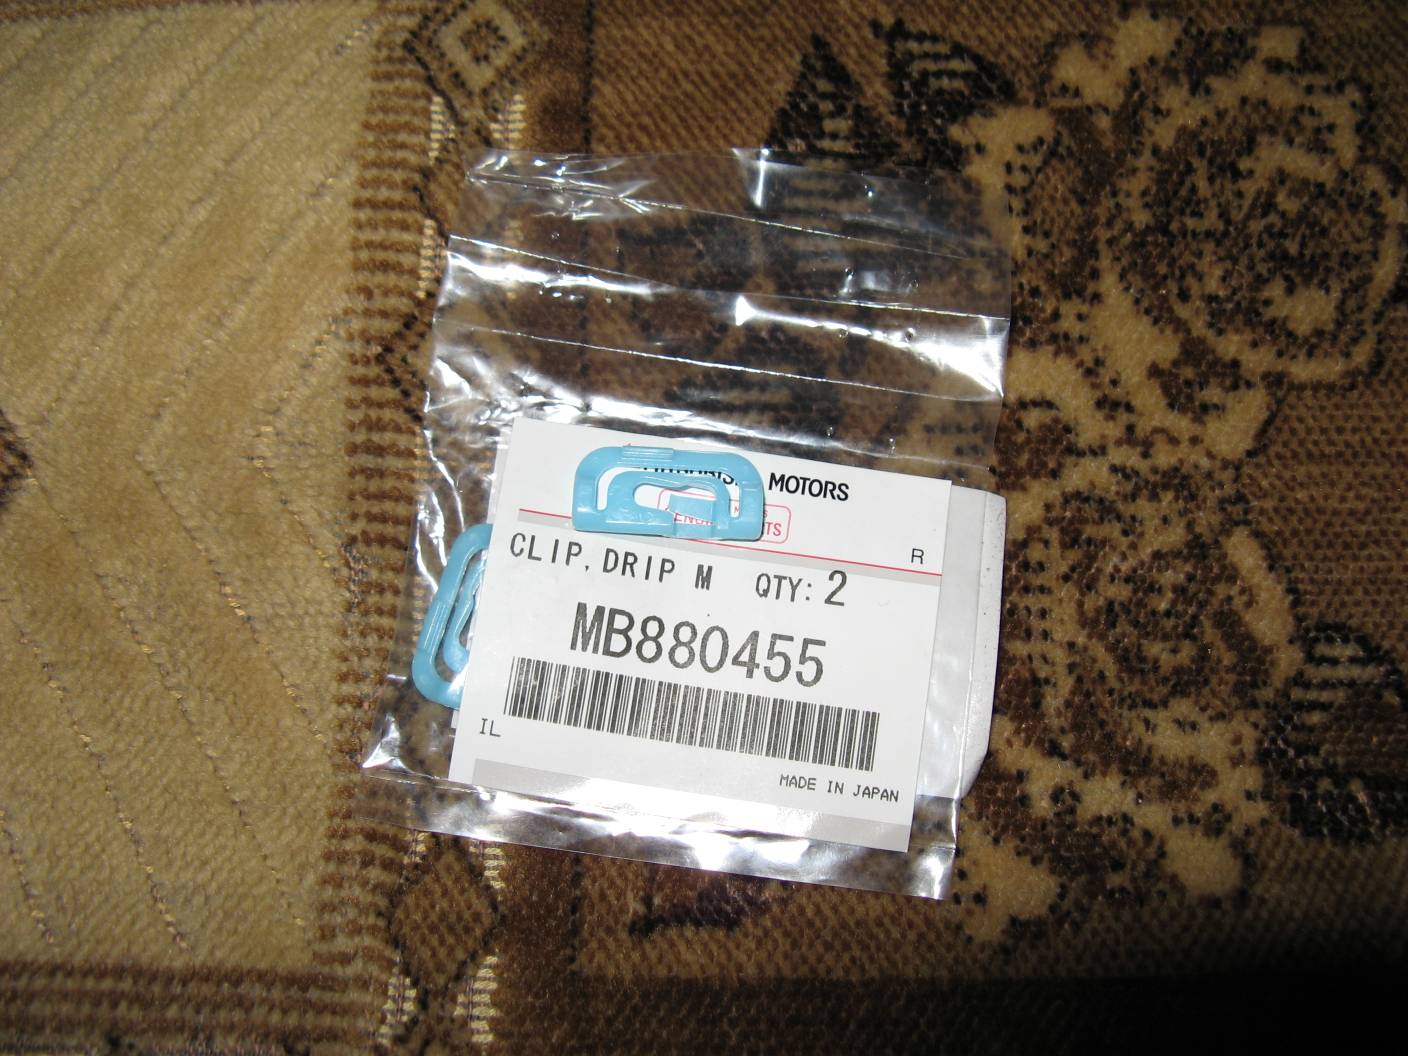 MOTORS
R
CLIP, DRIP M QTY: 2
MB880455
IL
MADE IN JAPAN